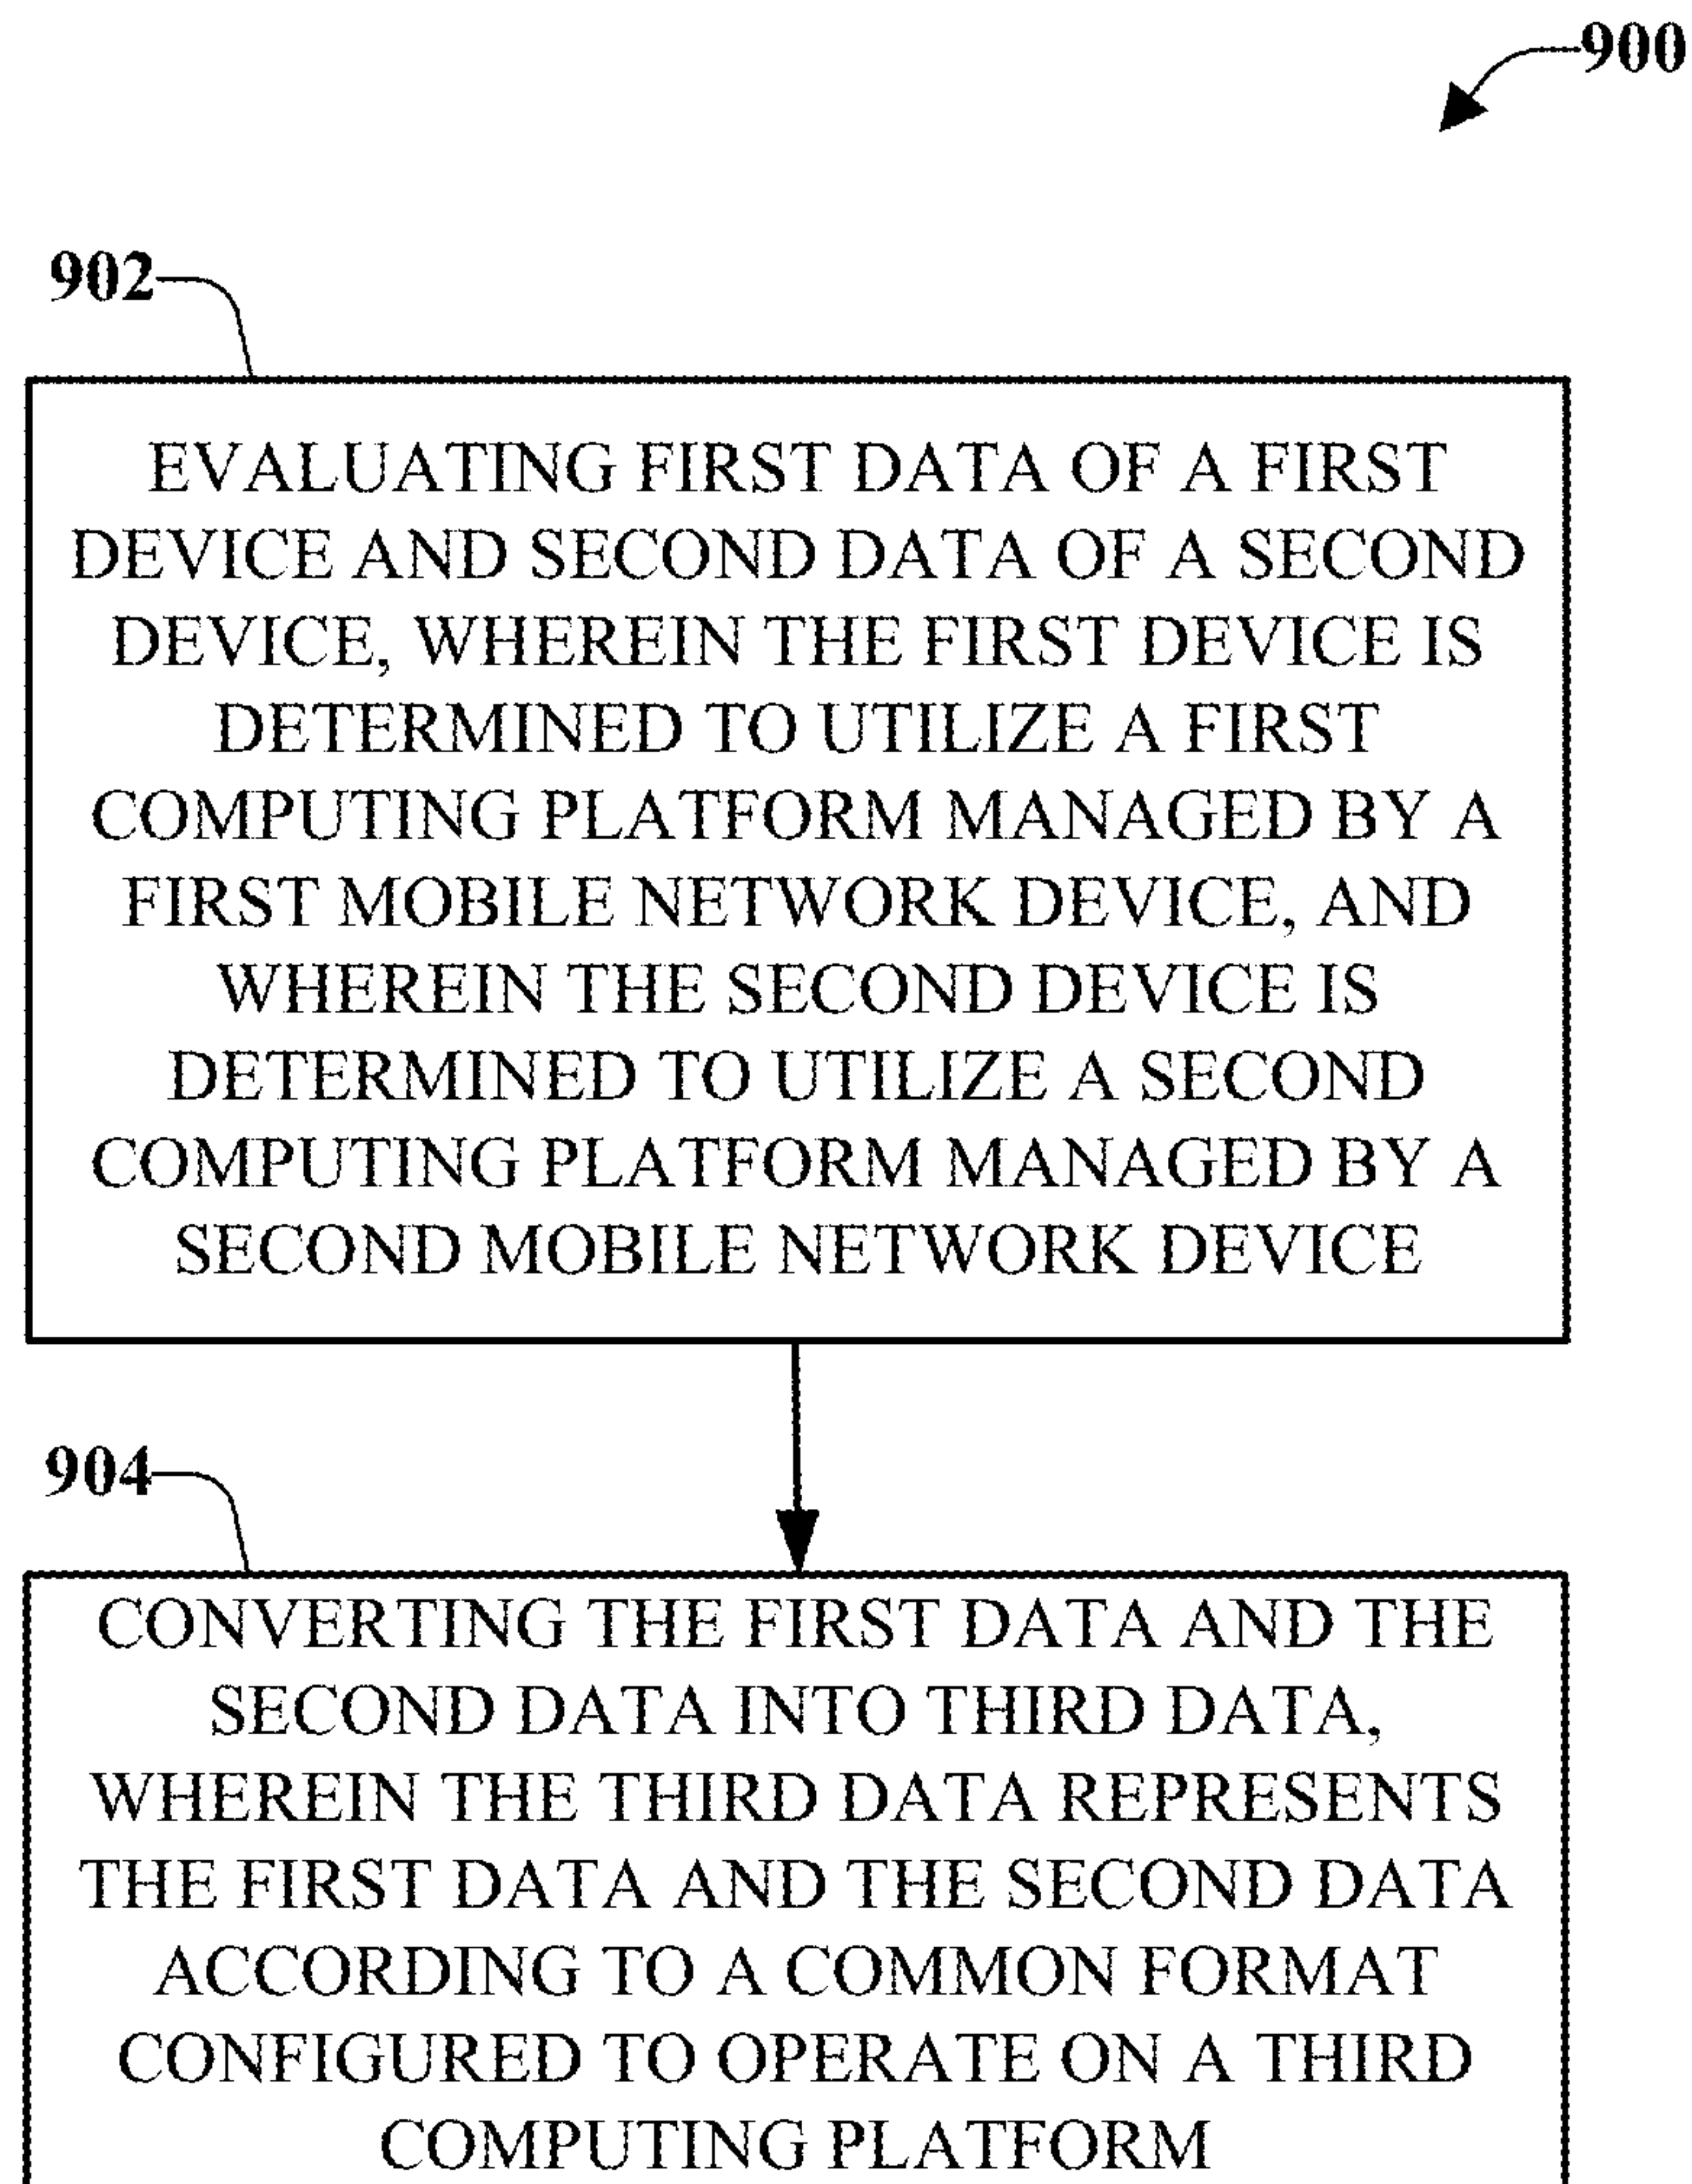 900
902
EVALUATING FIRST DATA OF A FIRST
DEVICE AND SECOND DATA OF A SECOND
DEVICE, WHEREIN THE FIRST DEVICE IS
DETERMINED TO UTILIZE A FIRST
COMPUTING PLATFORM MANAGED BY A
FIRST MOBILE NETWORK DEVICE, AND
WHEREIN THE SECOND DEVICE IS
DETERMINED TO UTILIZE A SECOND
COMPUTING PLATFORM MANAGED BY A
SECOND MOBILE NETWORK DEVICE
904
CONVERTING THE FIRST DATA AND THE
SECOND DATA INTO THIRD DATA,
WHEREIN THE THIRD DATA REPRESENTS
THE FIRST DATA AND THE SECOND DATA
ACCORDING TO A COMMON FORMAT
CONFIGURED TO OPERATE ON A THIRD
COMPUTING PLATFORM